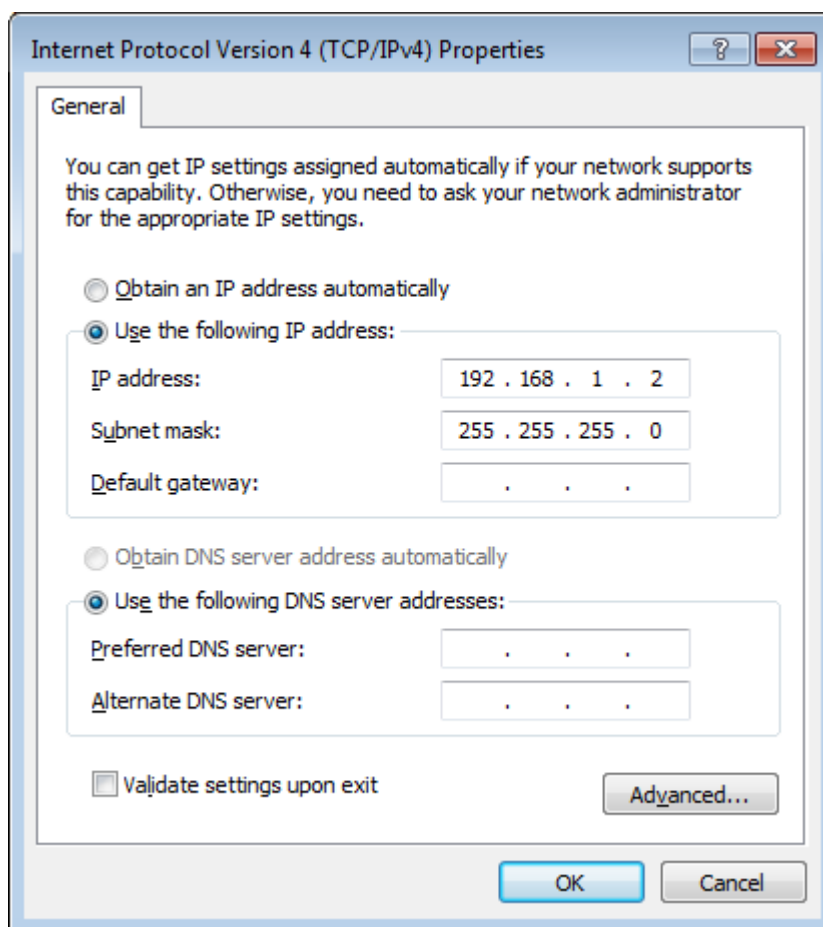 Internet Protocol Version 4 (TCP/IPv4) Properties
General
You can get IP settings assigned automatically if your network supports
this capability. Otherwise, you need to ask your network administrator
for the appropriate IP settings.
Obtain an IP address automatically
Use the following IP address:
IP address: 192 . 168 . 1 . 2
Subnet mask: 255 . 255 . 255 . 0
Default gateway: . . .
Obtain DNS server address automatically
Use the following DNS server addresses:
Preferred DNS server: . . .
Alternate DNS server: . . .
Validate settings upon exit
Advanced...
OK Cancel